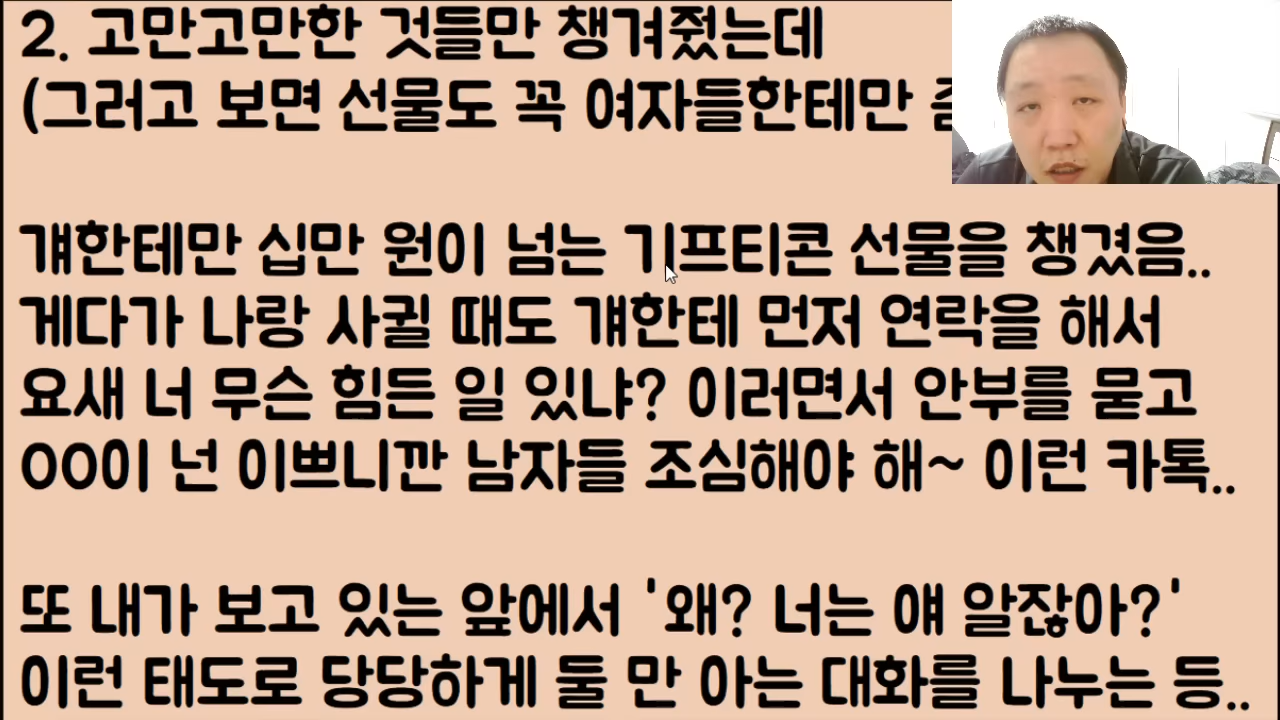 2. 고만고만한 것들만 챙겨줬는데
(그러고 보면 선물도 꼭 여자들한테만
걔한테만 십만 원이 넘는 기프티콘 선물을 챙겼음..
게다가 나랑 사귈 때도 걔한테 먼저 연락을 해서
요새 너 무슨 힘든 일 있냐? 이러면서 안부를 묻고
OO이 넌 이쁘니깐 남자들 조심해야 해~ 이런 카톡..
또 내가 보고 있는 앞에서 '왜? 너는 얘 알잖아?'
이런 태도로 당당하게 둘 만 아는 대화를 나누는 등..